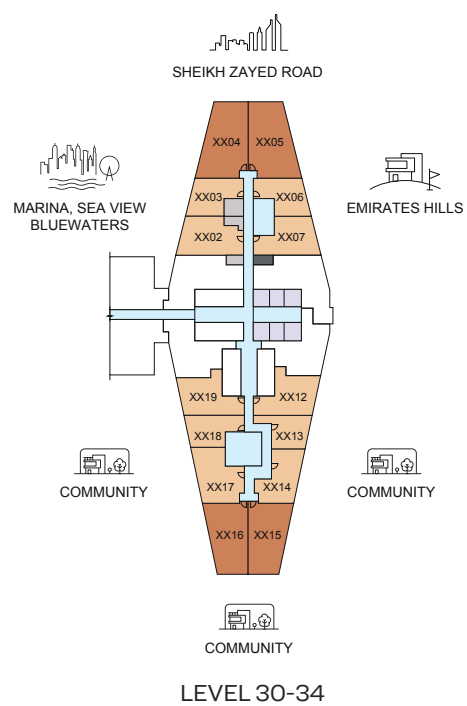 SHEIKH ZAYED ROAD
XX04
XX05
MARINA, SEA VIEW
BLUEWATERS
XX03
XX06
EMIRATES HILLS
XX02
XX07
XX19
XX12
XX18
XX13
COMMUNITY
XX17
XX14
COMMUNITY
XX16
XX15
COMMUNITY
LEVEL 30-34